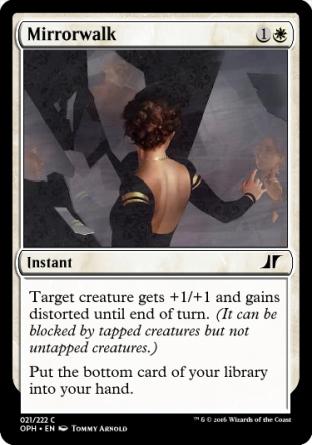 Mirrorwalk 1
Instant
Target creature gets +1/+1 and gains
distorted until end of turn. (It can be
blocked by tapped creatures but not
untapped creatures.)
Put the bottom card of your library
into your hand.
021/222 C
OPH • EN Tommy Arnold
™ & © 2016 Wizards of the Coast